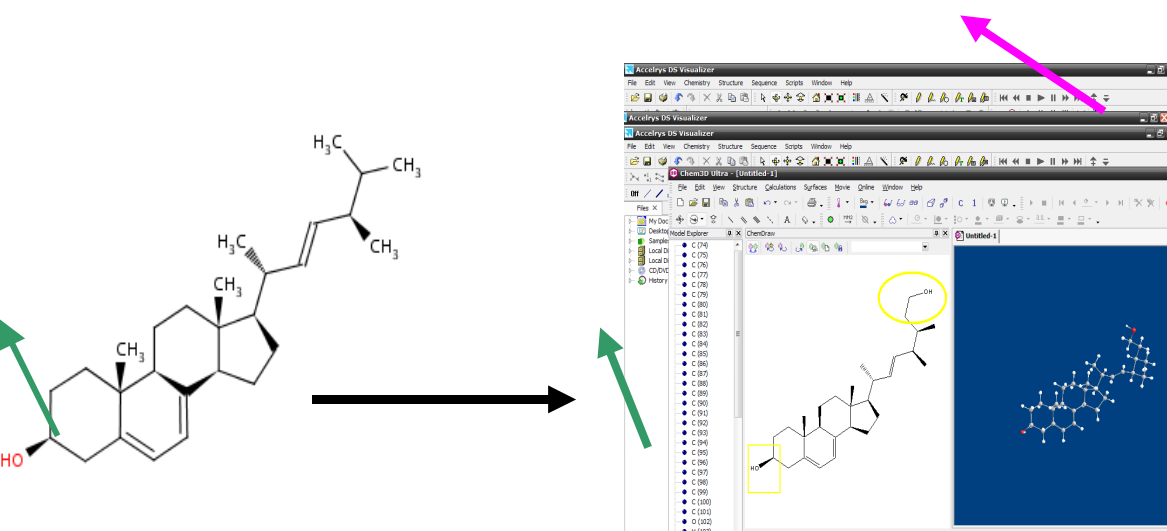 H3C
CH3
CH3
H3C
CH3
CH3
HO
Accelrys DS Visualizer
File Edit View Chemistry Structure Sequence Scripts Window Help
Accelrys DS Visualizer
Accelrys DS Visualizer
File Edit View Chemistry Structure Sequence Scripts Window Help
Chem3D Ultra - [Untitled-1]
File Edit View Structure Calculations Surfaces Movie Online Window Help
Off
Files
My Doc
Desktop
Sample
Local Di
Local Di
CD/DVD
History
Model Explorer
ChemDraw
Untitled-1
C (74)
C (75)
C (76)
C (77)
C (78)
C (79)
C (80)
C (81)
C (82)
C (83)
C (84)
C (85)
C (86)
C (87)
C (88)
C (89)
C (90)
C (91)
C (92)
C (93)
C (94)
C (95)
C (96)
C (97)
C (98)
C (99)
C (100)
C (101)
O (102)
OH
HO